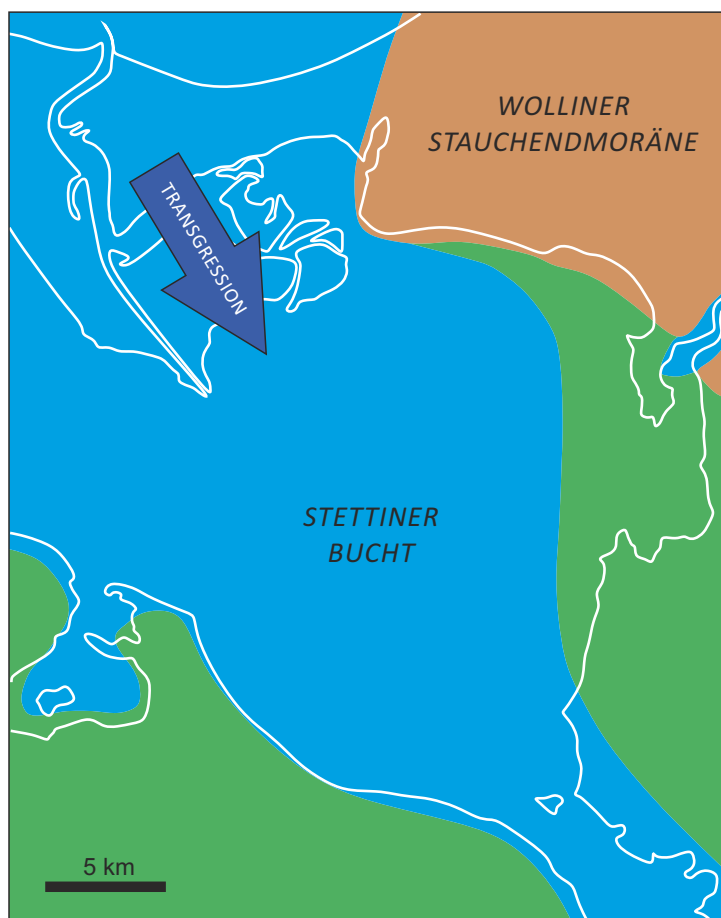 WOLLINER
STAUCHENDMORÄNE
TRANSGRESSION
STETTINER
BUCHT
5 km